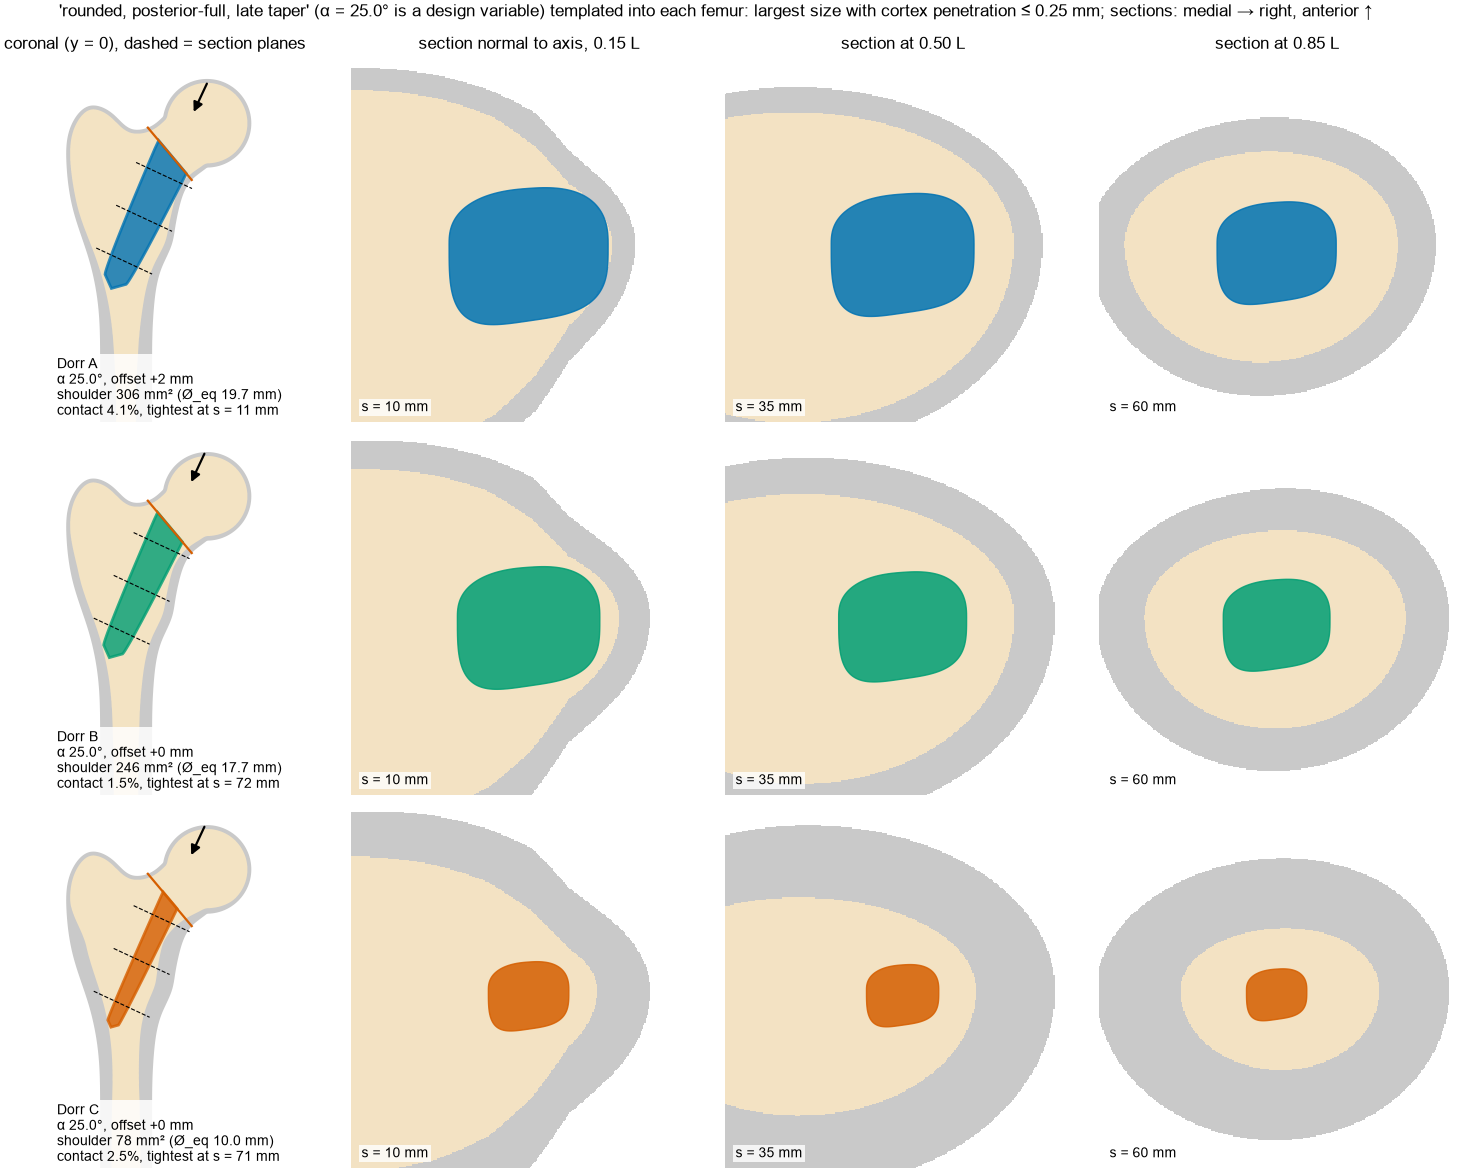 'rounded, posterior-full, late taper' (α = 25.0° is a design variable) templated into each femur: largest size with cortex penetration ≤ 0.25 mm; sections: medial → right, anterior ↑
coronal (y = 0), dashed = section planes
section normal to axis, 0.15 L
section at 0.50 L
section at 0.85 L
Dorr A
α 25.0°, offset +2 mm
shoulder 306 mm² (Ø_eq 19.7 mm)
contact 4.1%, tightest at s = 11 mm
s = 10 mm
s = 35 mm
s = 60 mm
Dorr B
α 25.0°, offset +0 mm
shoulder 246 mm² (Ø_eq 17.7 mm)
contact 1.5%, tightest at s = 72 mm
s = 10 mm
s = 35 mm
s = 60 mm
Dorr C
α 25.0°, offset +0 mm
shoulder 78 mm² (Ø_eq 10.0 mm)
contact 2.5%, tightest at s = 71 mm
s = 10 mm
s = 35 mm
s = 60 mm